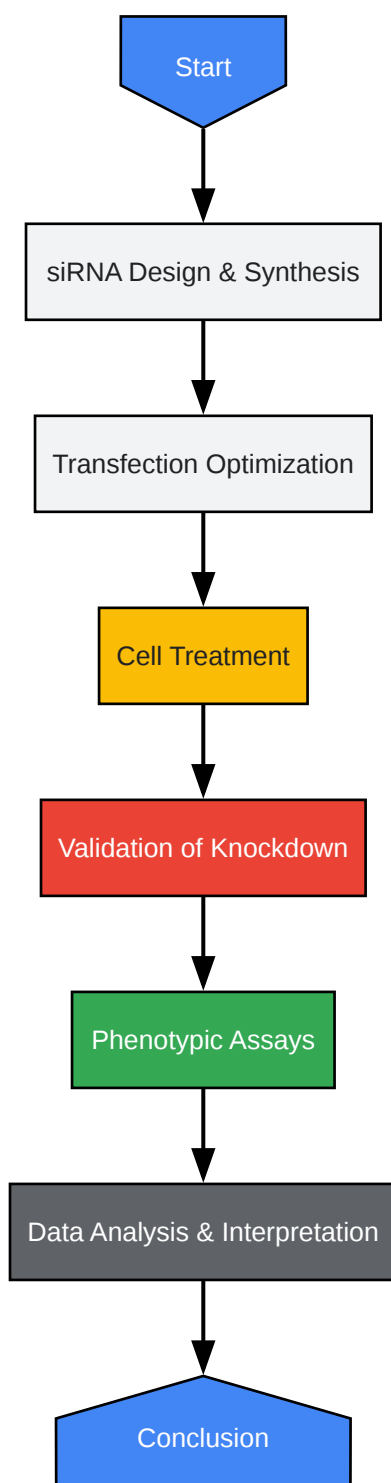 Start
siRNA Design & Synthesis
Transfection Optimization
Cell Treatment
Validation of Knockdown
Phenotypic Assays
Data Analysis & Interpretation
Conclusion